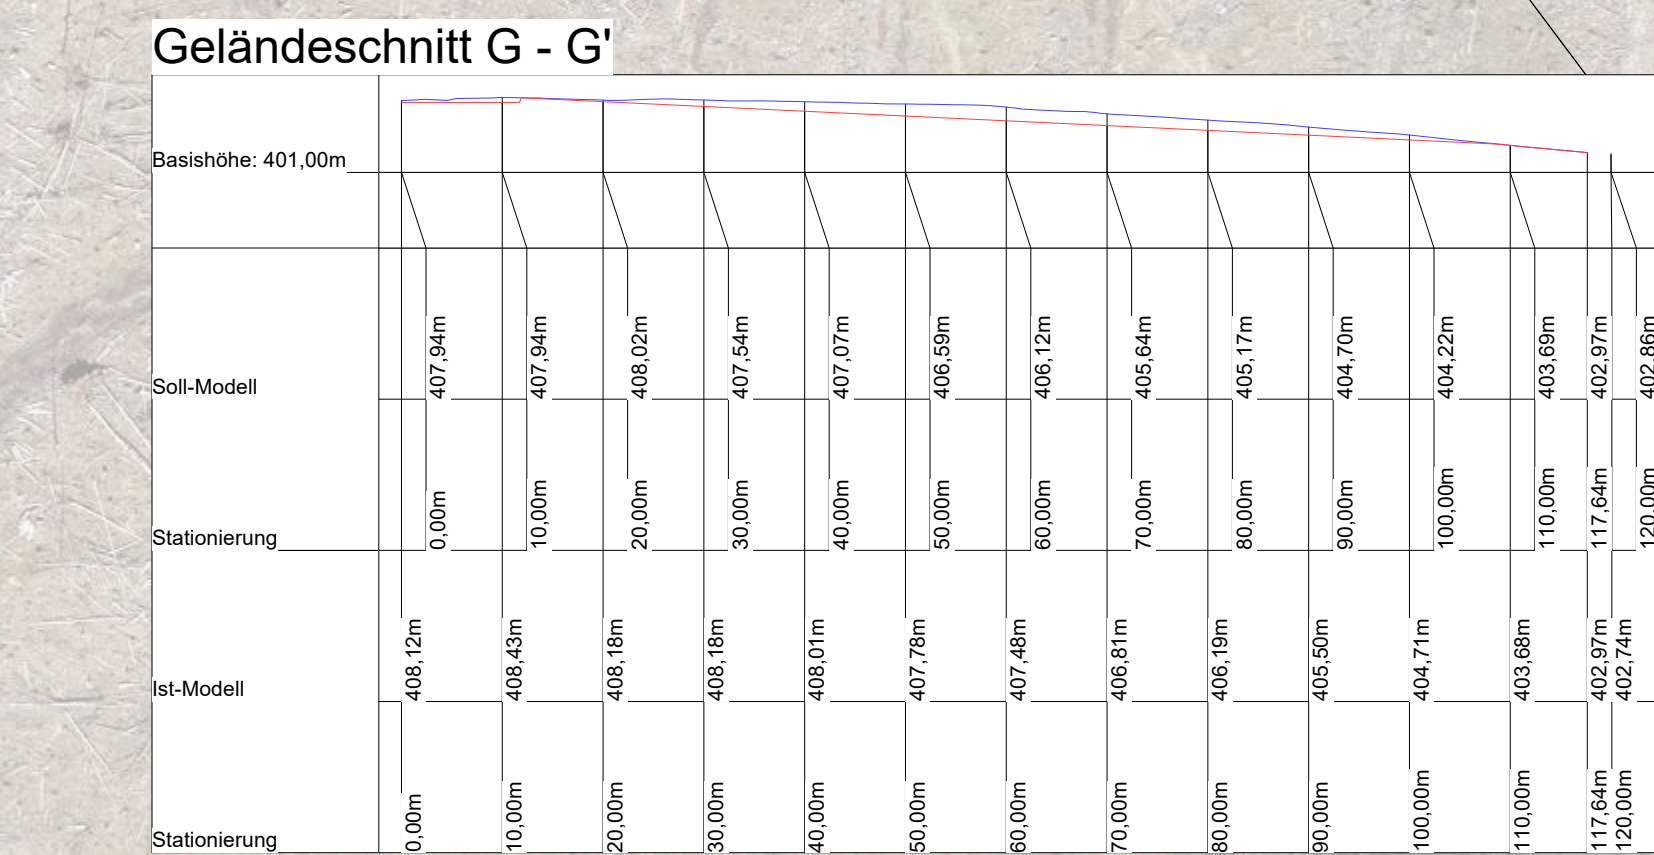 Geländeschnitt G - G'
Basishöhe: 401,00m
Soll-Modell
407,94m
407,94m
408,02m
407,54m
407,07m
406,59m
406,12m
405,64m
405,17m
404,70m
404,22m
403,69m
402,97m
402,86m
Stationierung
0,00m
10,00m
20,00m
30,00m
40,00m
50,00m
60,00m
70,00m
80,00m
90,00m
100,00m
110,00m
117,64m
120,00m
Ist-Modell
408,12m
408,43m
408,18m
408,18m
408,01m
407,78m
407,48m
406,81m
406,19m
405,50m
404,71m
403,68m
402,97m
402,74m
Stationierung
0,00m
10,00m
20,00m
30,00m
40,00m
50,00m
60,00m
70,00m
80,00m
90,00m
100,00m
110,00m
117,64m
120,00m